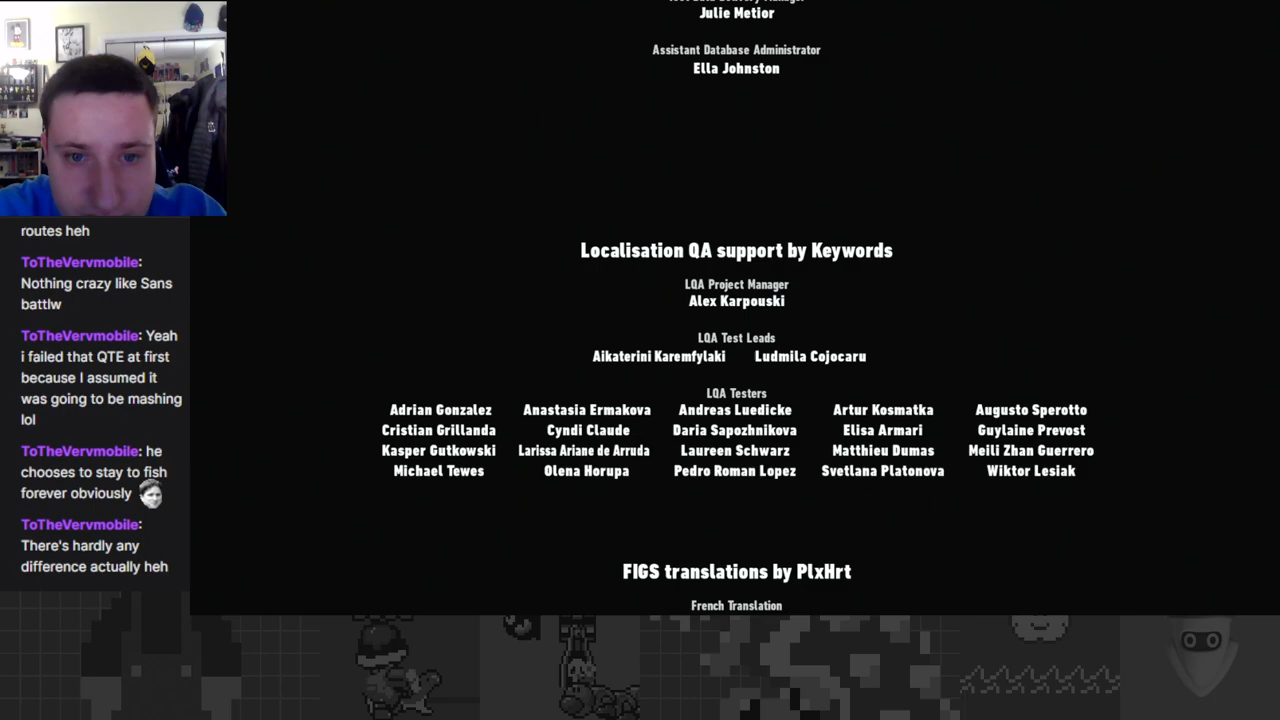 Julie Metior
Assistant Database Administrator
Ella Johnston
routes heh
ToTheVervmobile:
Nothing crazy like Sans
battlw
ToTheVervmobile: Yeah
i failed that QTE at first
because I assumed it
was going to be mashing
lol
ToTheVervmobile: he
chooses to stay to fish
forever obviously
ToTheVervmobile:
There's hardly any
difference actually heh
Localisation QA support by Keywords
LQA Project Manager
Alex Karpouski
LQA Test Leads
Aikaterini Karemfylaki Ludmila Cojocaru
LQA Testers
Adrian Gonzalez Anastasia Ermakova Andreas Luedicke Artur Kosmatka Augusto Sperotto
Cristian Grillanda Cyndi Claude Daria Sapozhnikova Elisa Armari Guylaine Prevost
Kasper Gutkowski Larissa Ariane de Arruda Laureen Schwarz Matthieu Dumas Meili Zhan Guerrero
Michael Tewes Olena Horupa Pedro Roman Lopez Svetlana Platonova Wiktor Lesiak
FIGS translations by PlxHrt
French Translation